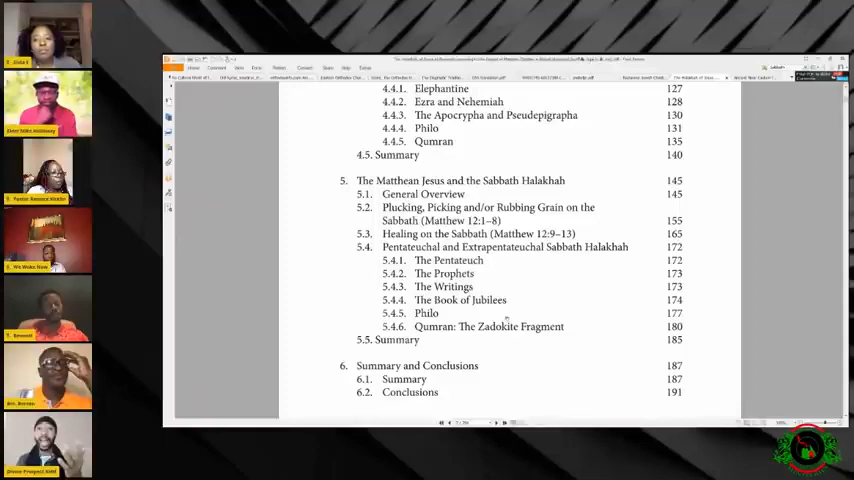 4.4.1. Elephantine 127
4.4.2. Ezra and Nehemiah 128
4.4.3. The Apocrypha and Pseudepigrapha 130
4.4.4. Philo 131
4.4.5. Qumran 135
4.5. Summary 140
5. The Matthean Jesus and the Sabbath Halakhah 145
5.1. General Overview 145
5.2. Plucking, Picking and/or Rubbing Grain on the
Sabbath (Matthew 12:1–8) 155
5.3. Healing on the Sabbath (Matthew 12:9–13) 165
5.4. Pentateuchal and Extrapentateuchal Sabbath Halakhah 172
5.4.1. The Pentateuch 172
5.4.2. The Prophets 173
5.4.3. The Writings 173
5.4.4. The Book of Jubilees 174
5.4.5. Philo 177
5.4.6. Qumran: The Zadokite Fragment 180
5.5. Summary 185
6. Summary and Conclusions 187
6.1. Summary 187
6.2. Conclusions 191
We Woke Now